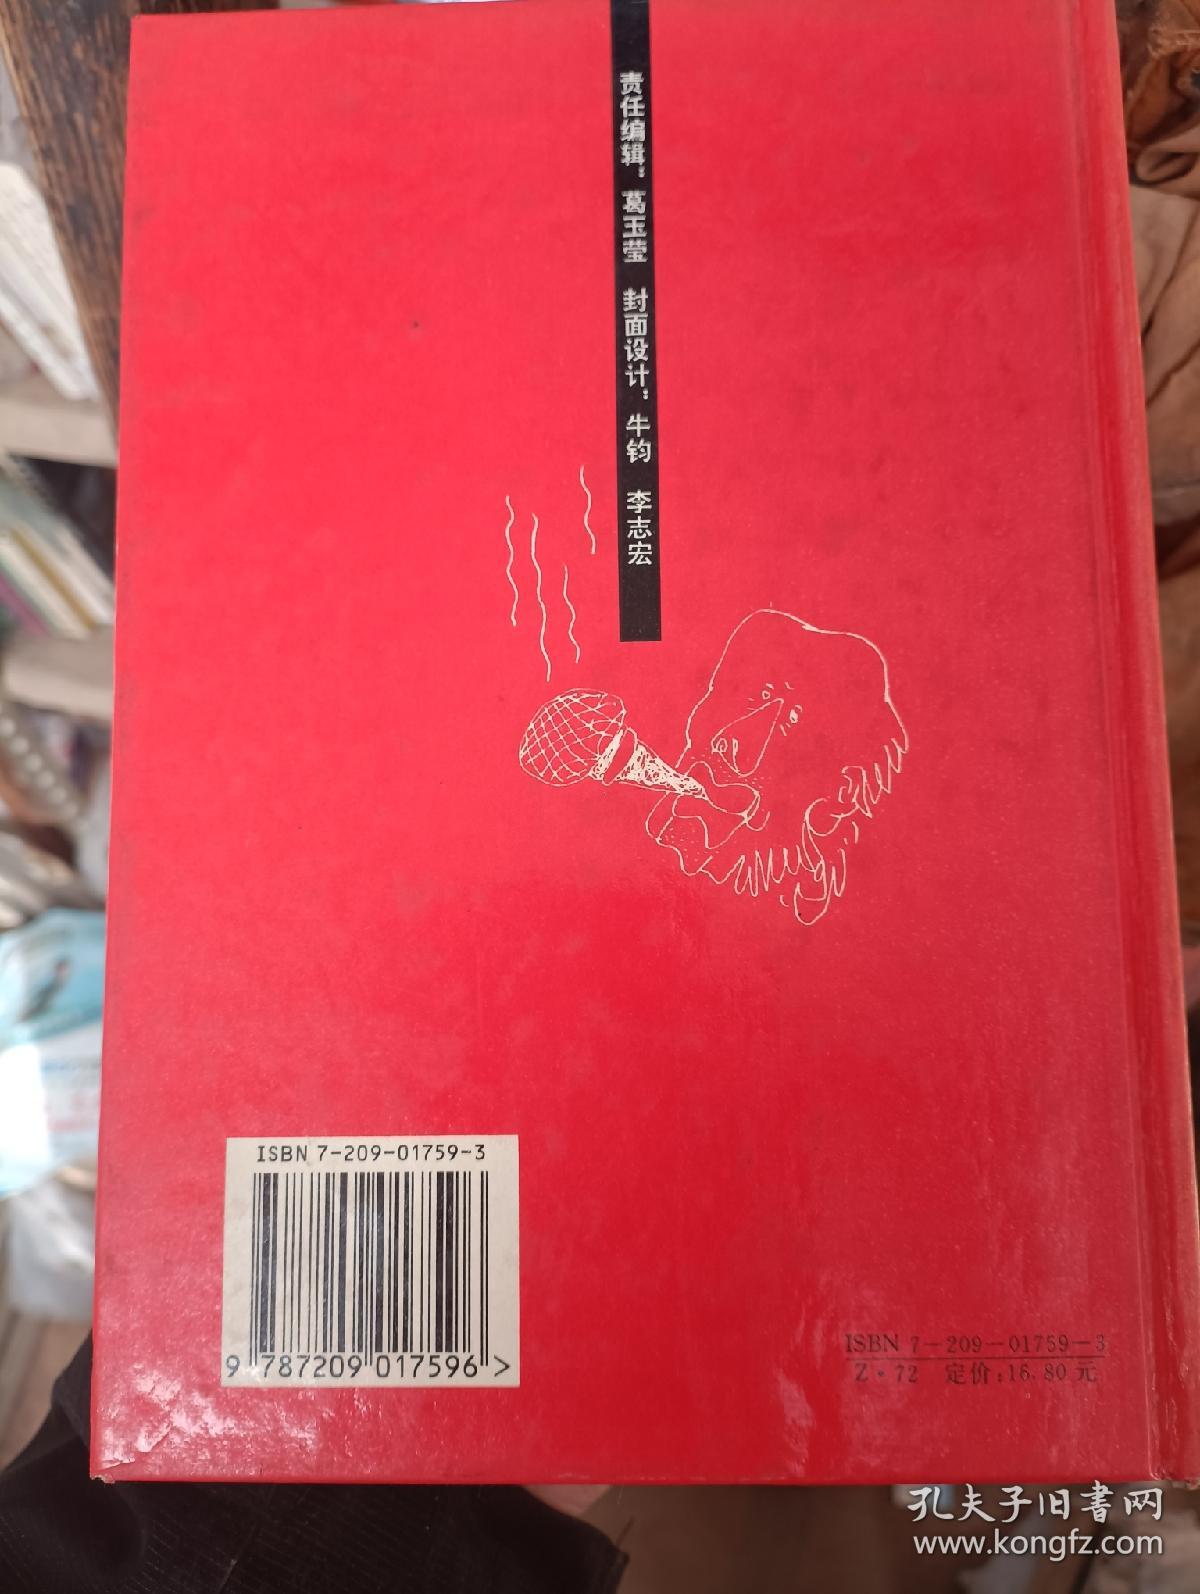 责任编辑：葛玉莹　封面设计：牛钧　李志宏
ISBN 7-209-01759-3
9 787209 017596 >
ISBN 7-209-01759-3
Z·72 定价:16.80元
孔夫子旧书网
www.kongfz.com